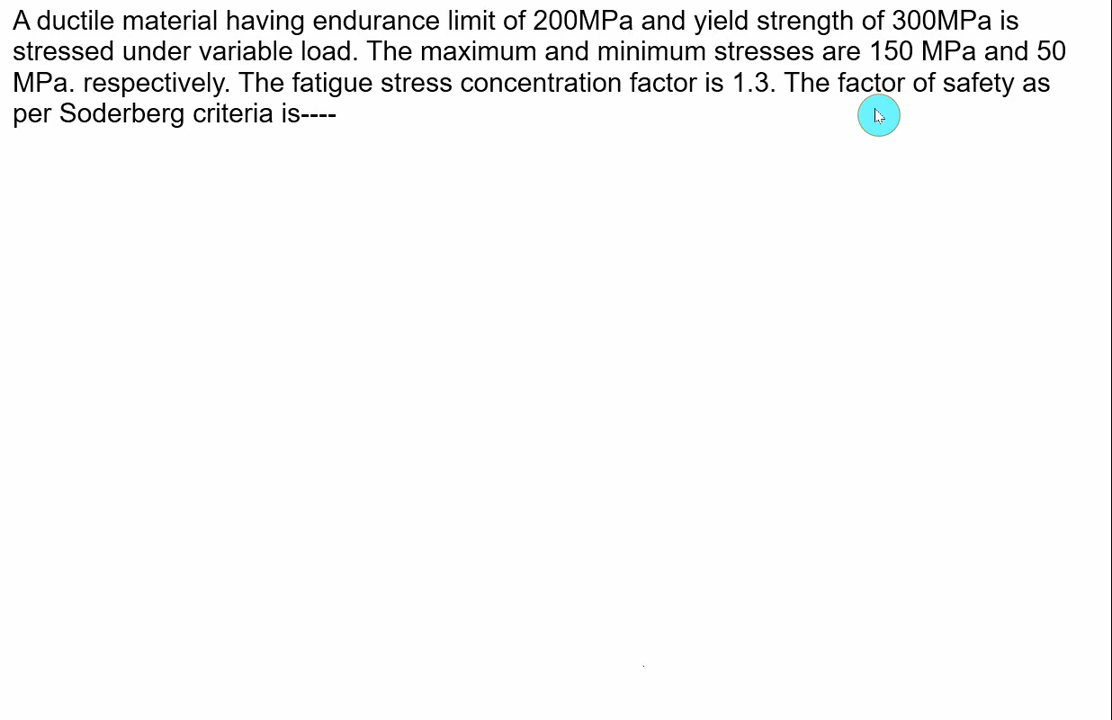 A ductile material having endurance limit of 200MPa and yield strength of 300MPa is
stressed under variable load. The maximum and minimum stresses are 150 MPa and 50
MPa. respectively. The fatigue stress concentration factor is 1.3. The factor of safety as
per Soderberg criteria is----